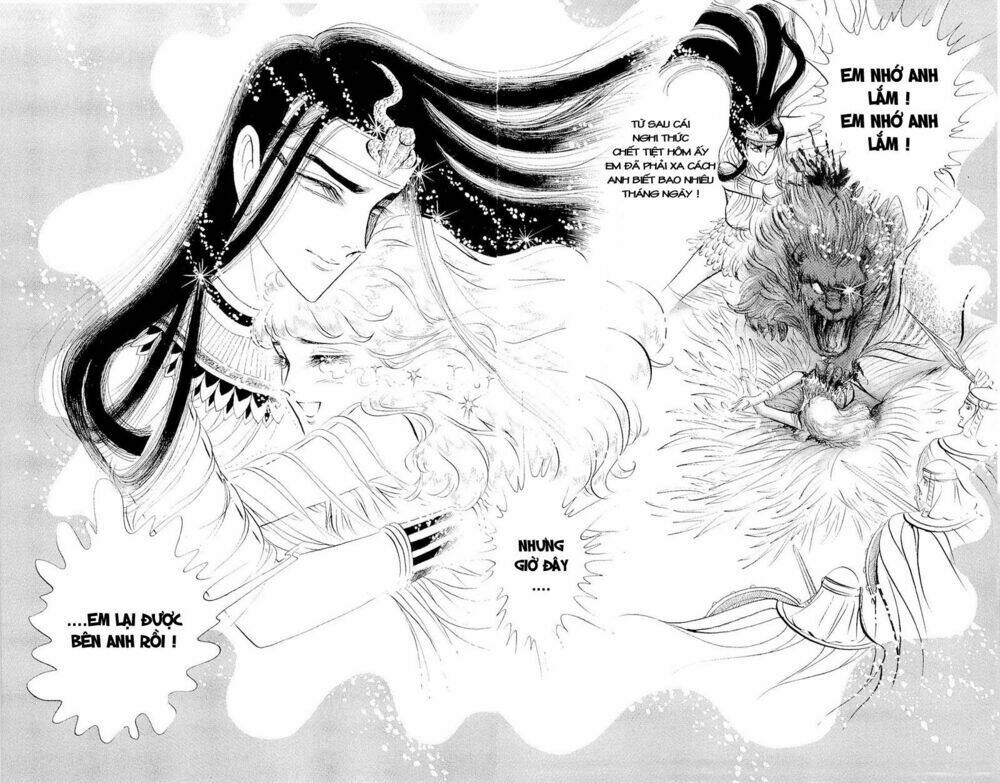 EM NHỚ ANH
LẮM !
EM NHỚ ANH
LẮM !
TỪ SAU CÁI
NGHI THỨC
CHẾT TIỆT HÔM ẤY
EM ĐÃ PHẢI XA CÁCH
ANH BIẾT BAO NHIÊU
THÁNG NGÀY !
NHƯNG
GIỜ ĐÂY
....
....EM LẠI ĐƯỢC
BÊN ANH RỒI !